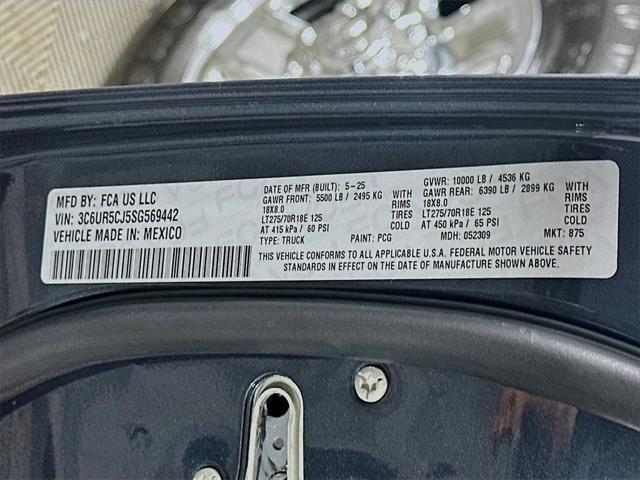 MFD BY: FCA US LLC
VIN: 3C6UR5CJ5SG569442
VEHICLE MADE IN: MEXICO
DATE OF MFR (BUILT): 5-25
GAWR FRONT: 5500 LB / 2495 KG WITH
18X8.0 RIMS
LT275/70R18E 125 TIRES
AT 415 kPa / 60 PSI COLD
TYPE: TRUCK PAINT: PCG
GVWR: 10000 LB / 4536 KG
GAWR REAR: 6390 LB / 2899 KG WITH
18X8.0 RIMS
LT275/70R18E 125 TIRES
AT 450 kPa / 65 PSI COLD
MDH: 052309 MKT: 875
THIS VEHICLE CONFORMS TO ALL APPLICABLE U.S.A. FEDERAL MOTOR VEHICLE SAFETY
STANDARDS IN EFFECT ON THE DATE OF MANUFACTURE SHOWN ABOVE.